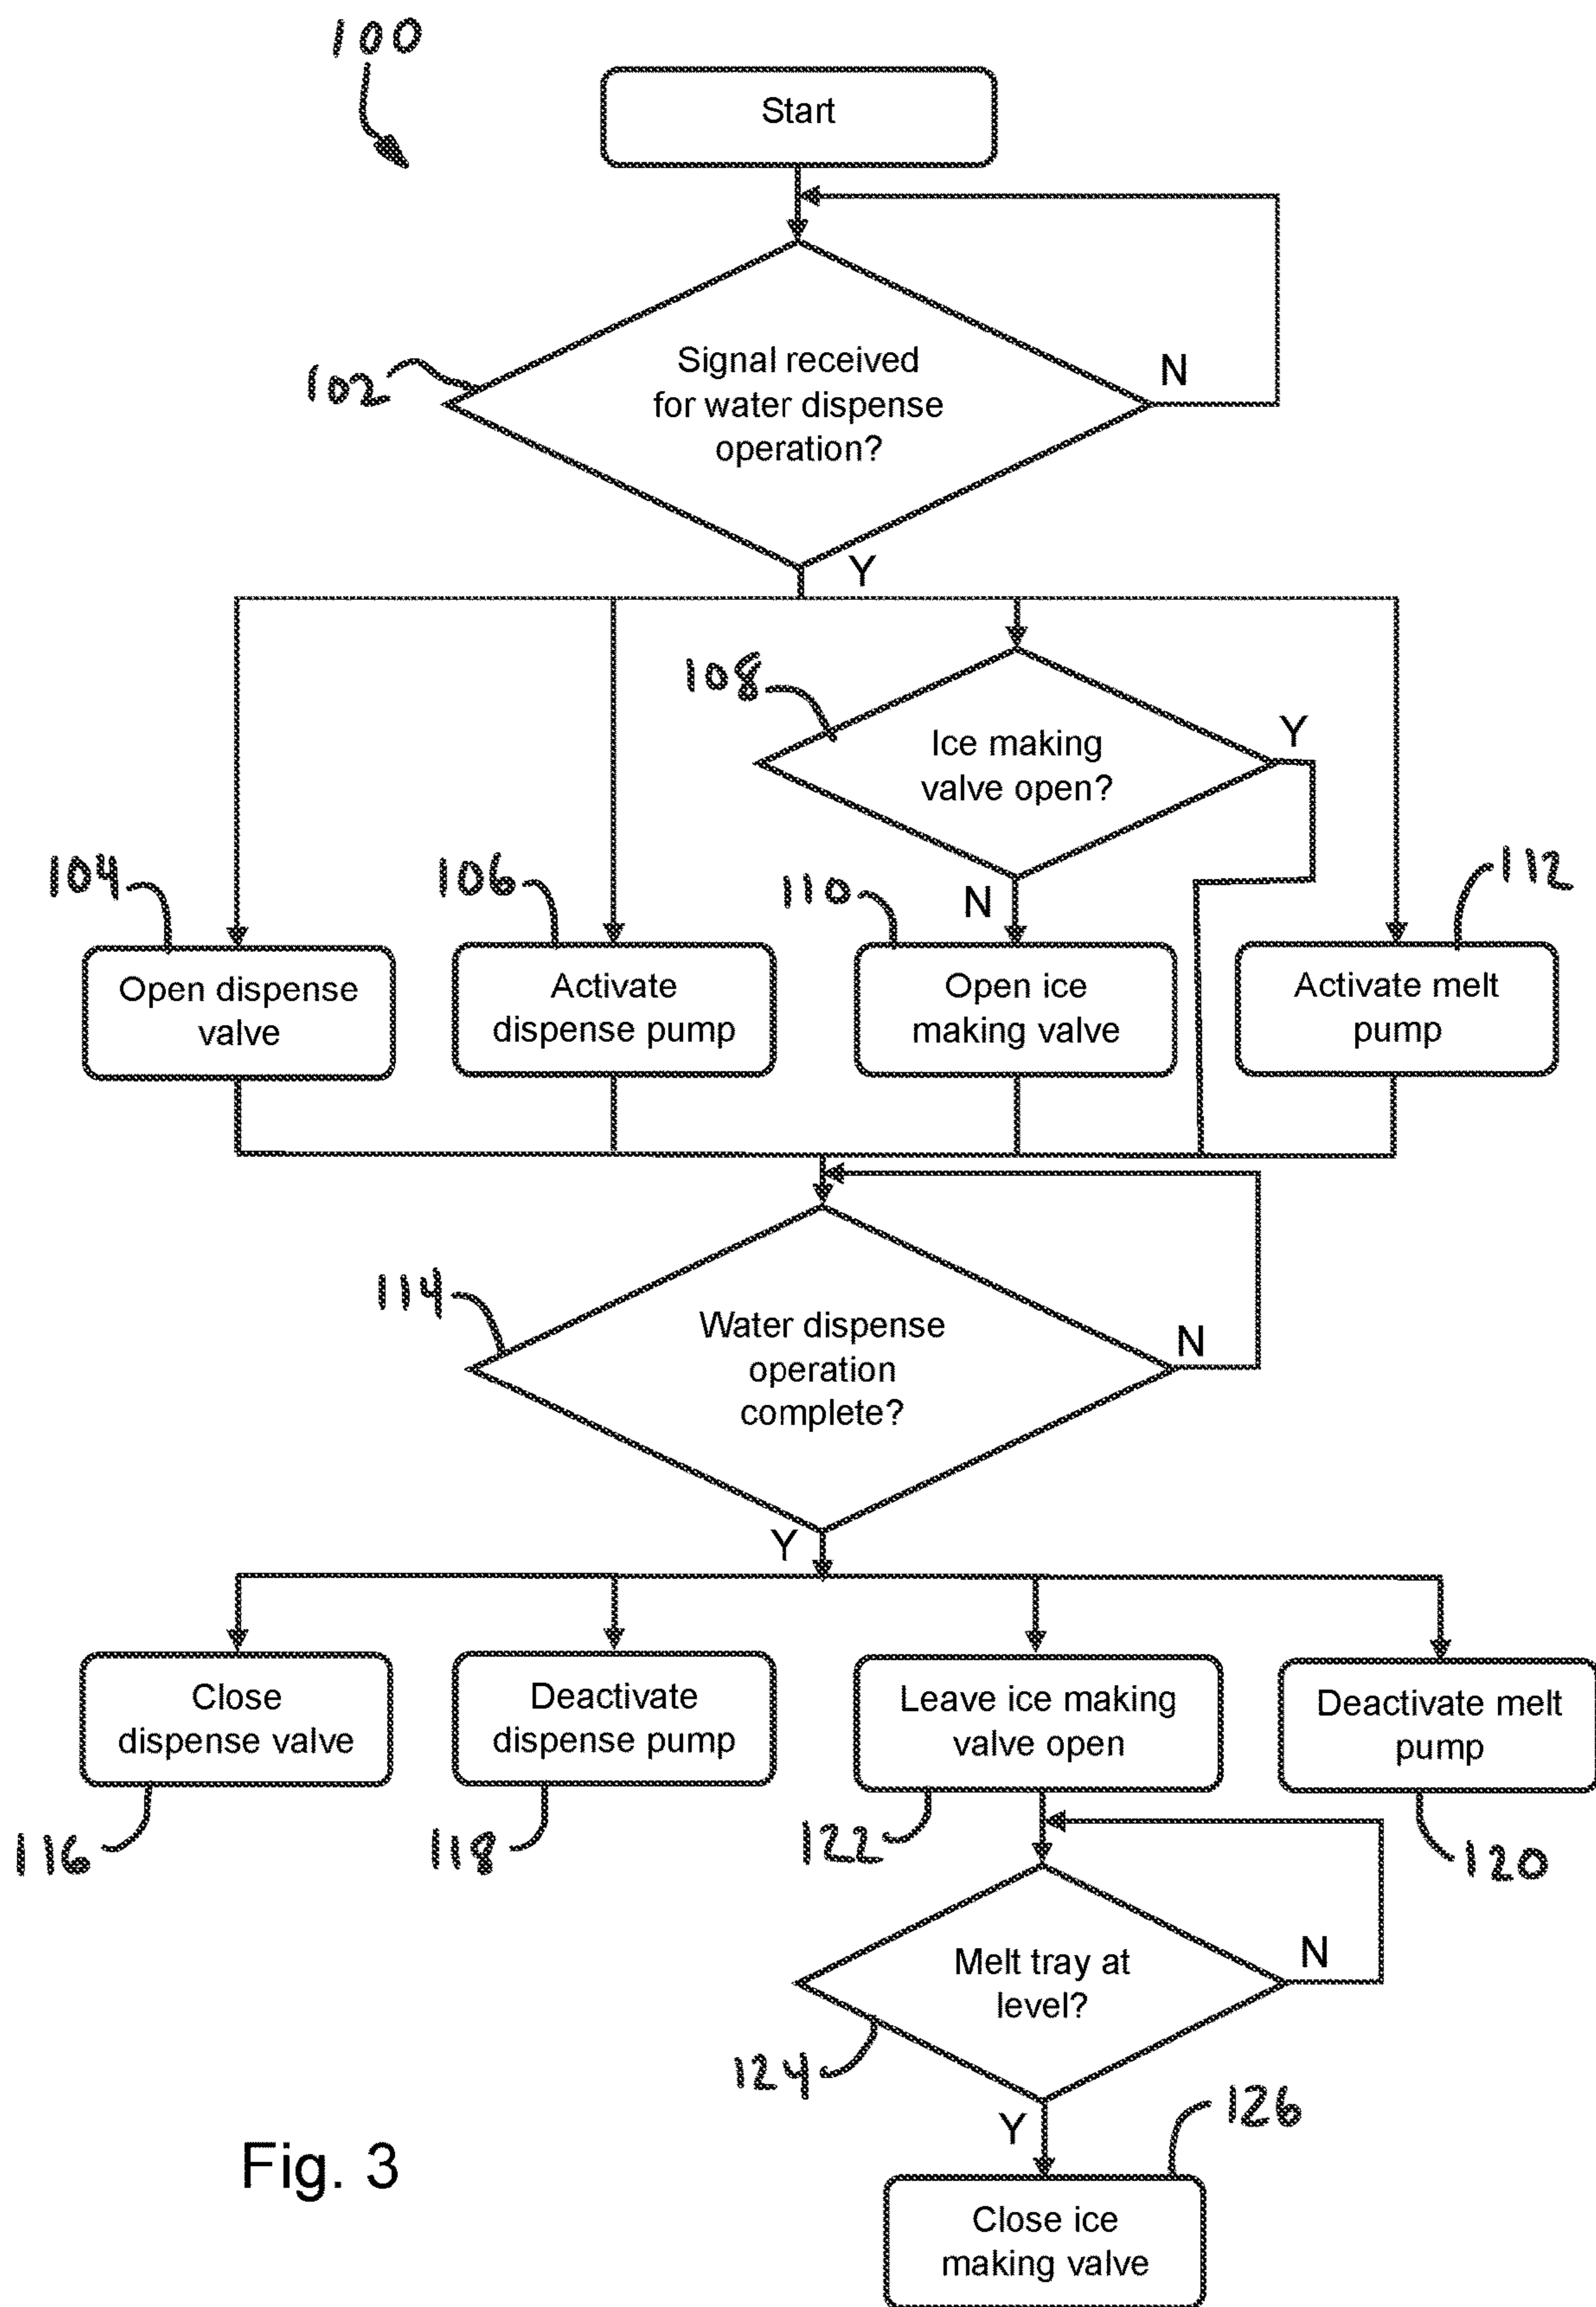 100
Start
102
Signal received
for water dispense
operation?
N
Y
108
Ice making
valve open?
Y
N
104
Open dispense
valve
106
Activate
dispense pump
110
Open ice
making valve
112
Activate melt
pump
114
Water dispense
operation
complete?
N
Y
Close
dispense valve
116
Deactivate
dispense pump
118
Leave ice making
valve open
122
Deactivate melt
pump
120
Melt tray at
level?
N
124
Y
126
Close ice
making valve
Fig. 3